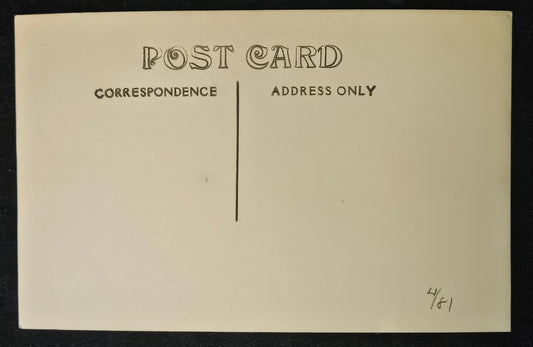 POST CARD
CORRESPONDENCE
ADDRESS ONLY
4/81